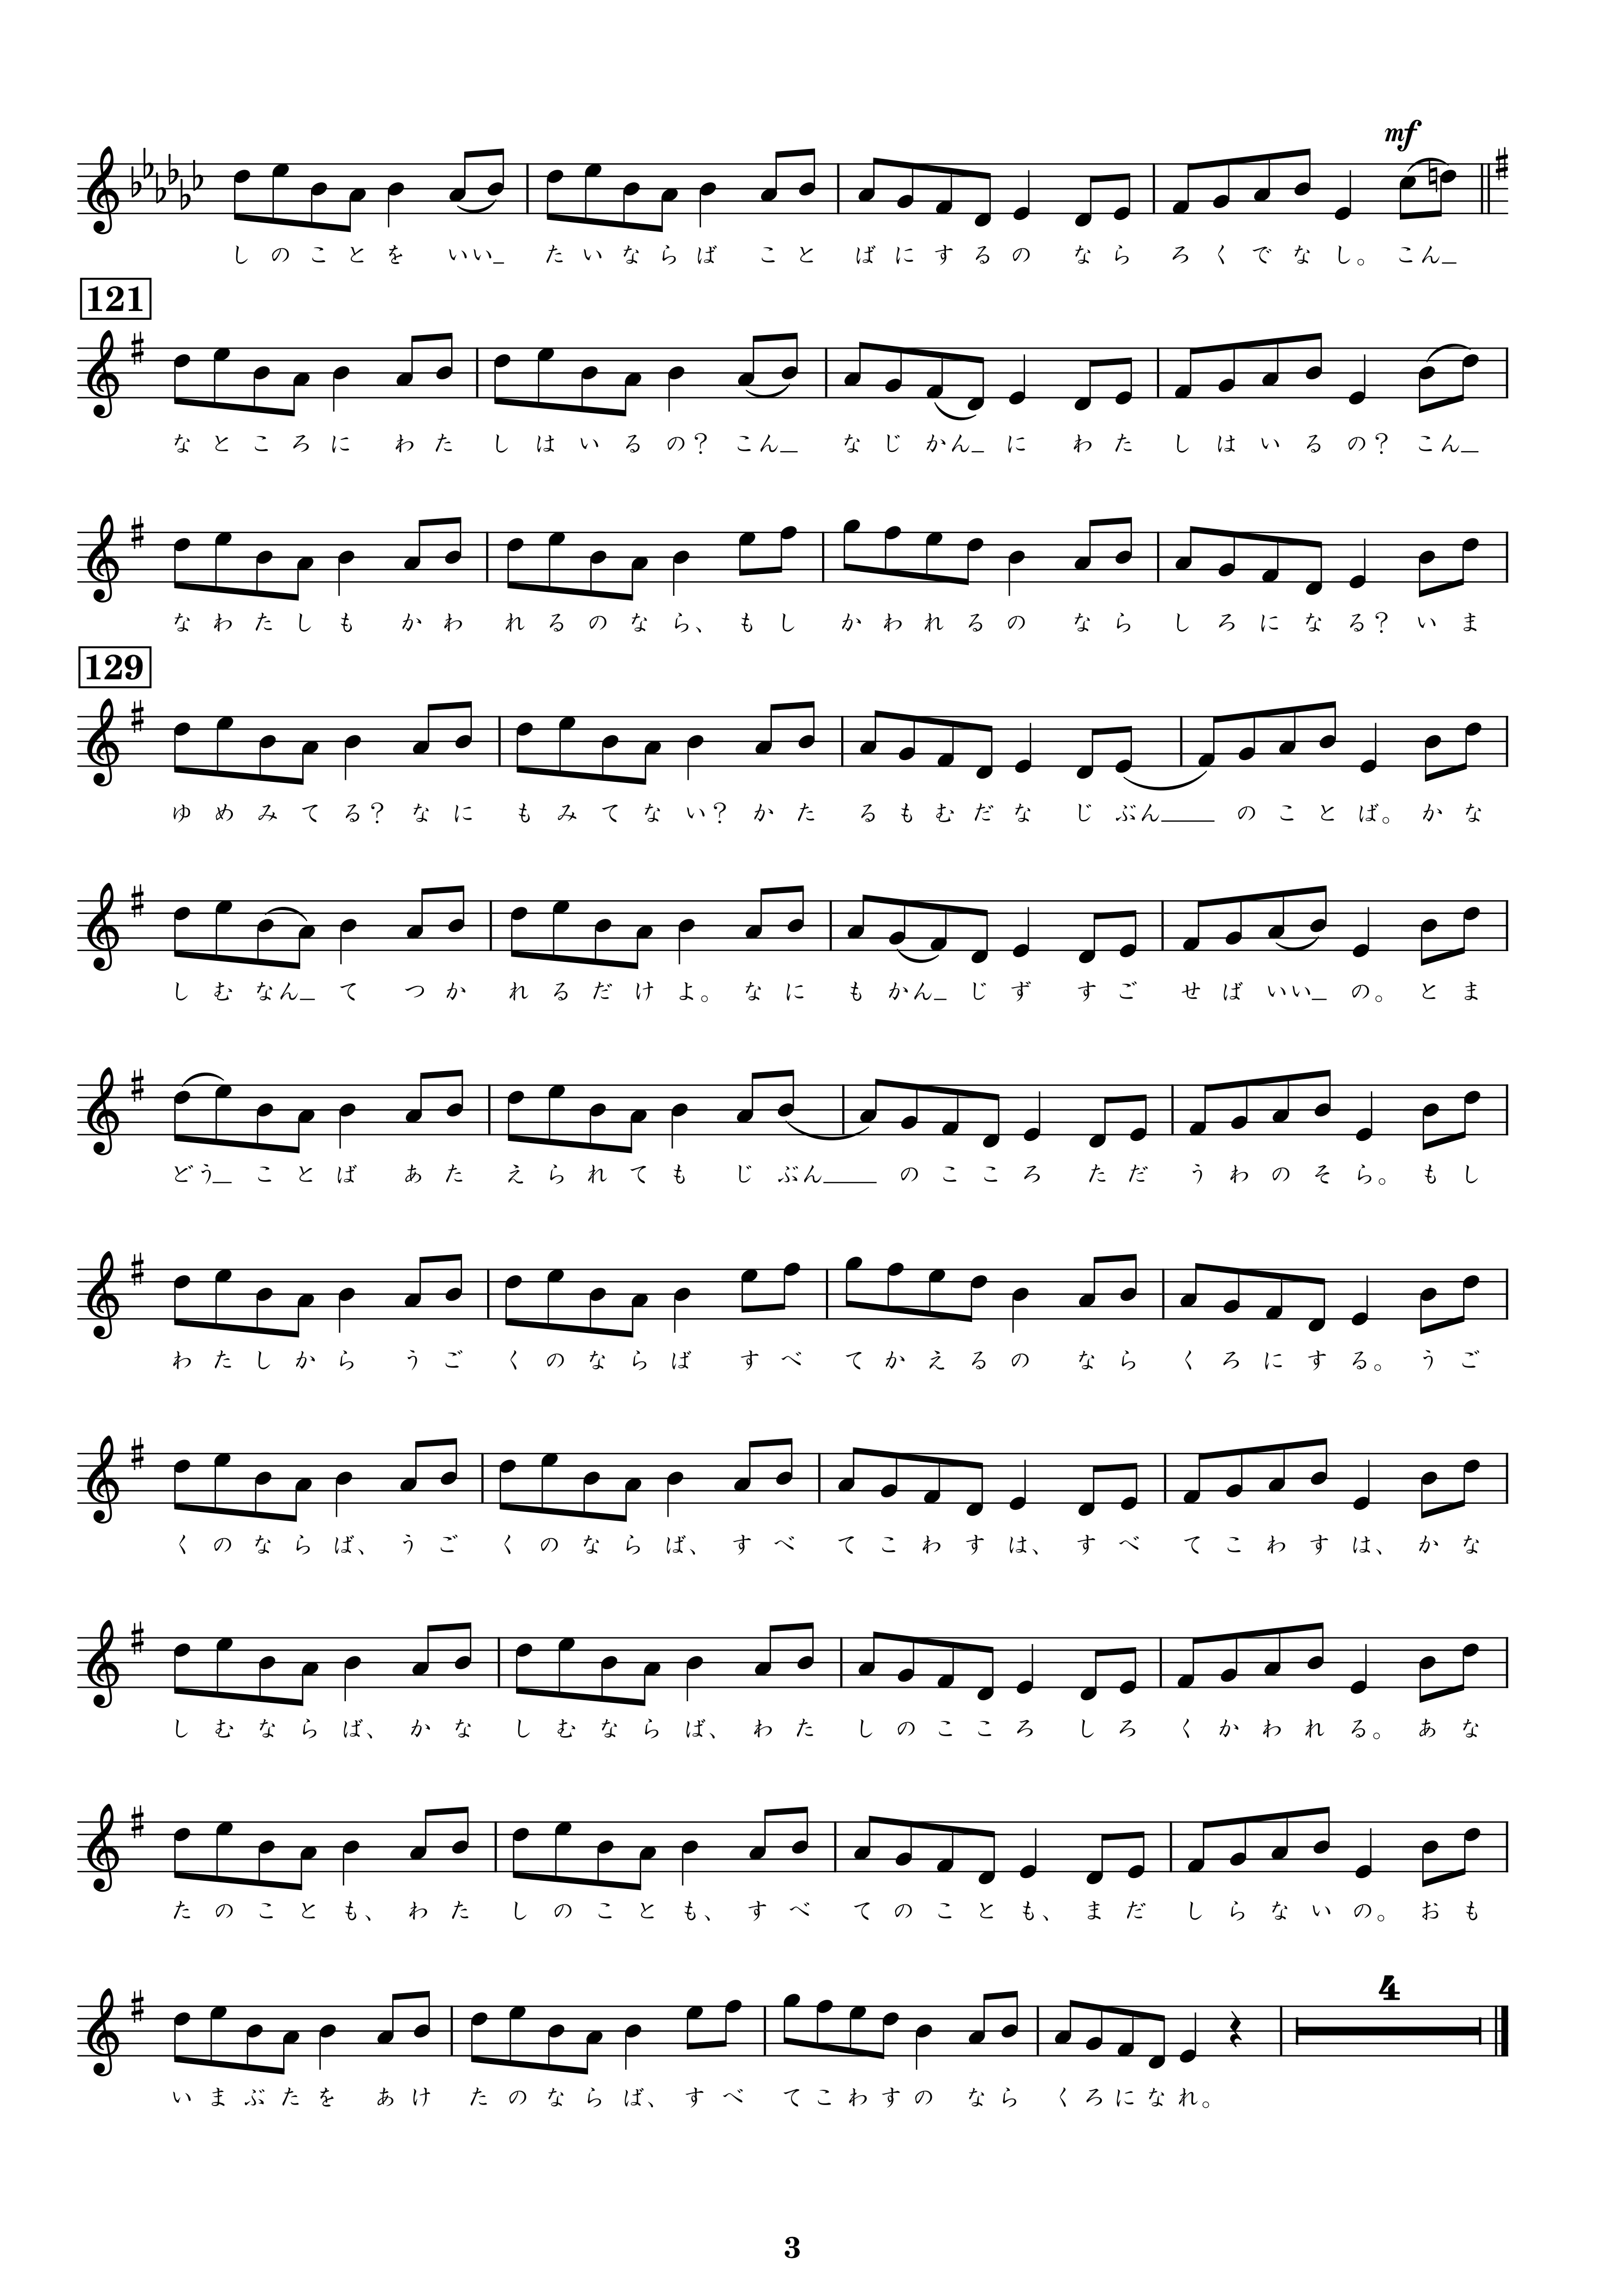 mf
しのことを いい_ たいならば こと ばにするの なら ろくでなし。 こん_
121
なところに わた しはいるの? こん_ なじかん_に わた しはいるの? こん_
なわたしも かわ れるのなら、 もし かわれるの なら しろになる? いま
129
ゆめみてる? なに もみてない? かた るもむだな じぶん_ のことば。 かな
しむなん_て つか れるだけよ。 なに もかん_じず すご せばいい_の。 とま
どう_ことば あた えられても じぶん_ のこころ ただ うわのそら。 もし
わたしから うご くのならば すべ てかえるの なら くろにする。 うご
くのならば、 うご くのならば、 すべ てこわすは、 すべ てこわすは、 かな
しむならば、 かな しむならば、 わた しのこころ しろ くかわれる。 あな
たのことも、 わた しのことも、 すべ てのことも、 まだ しらないの。 おも
4
いまぶたを あけ たのならば、 すべ てこわすの なら くろになれ。
3